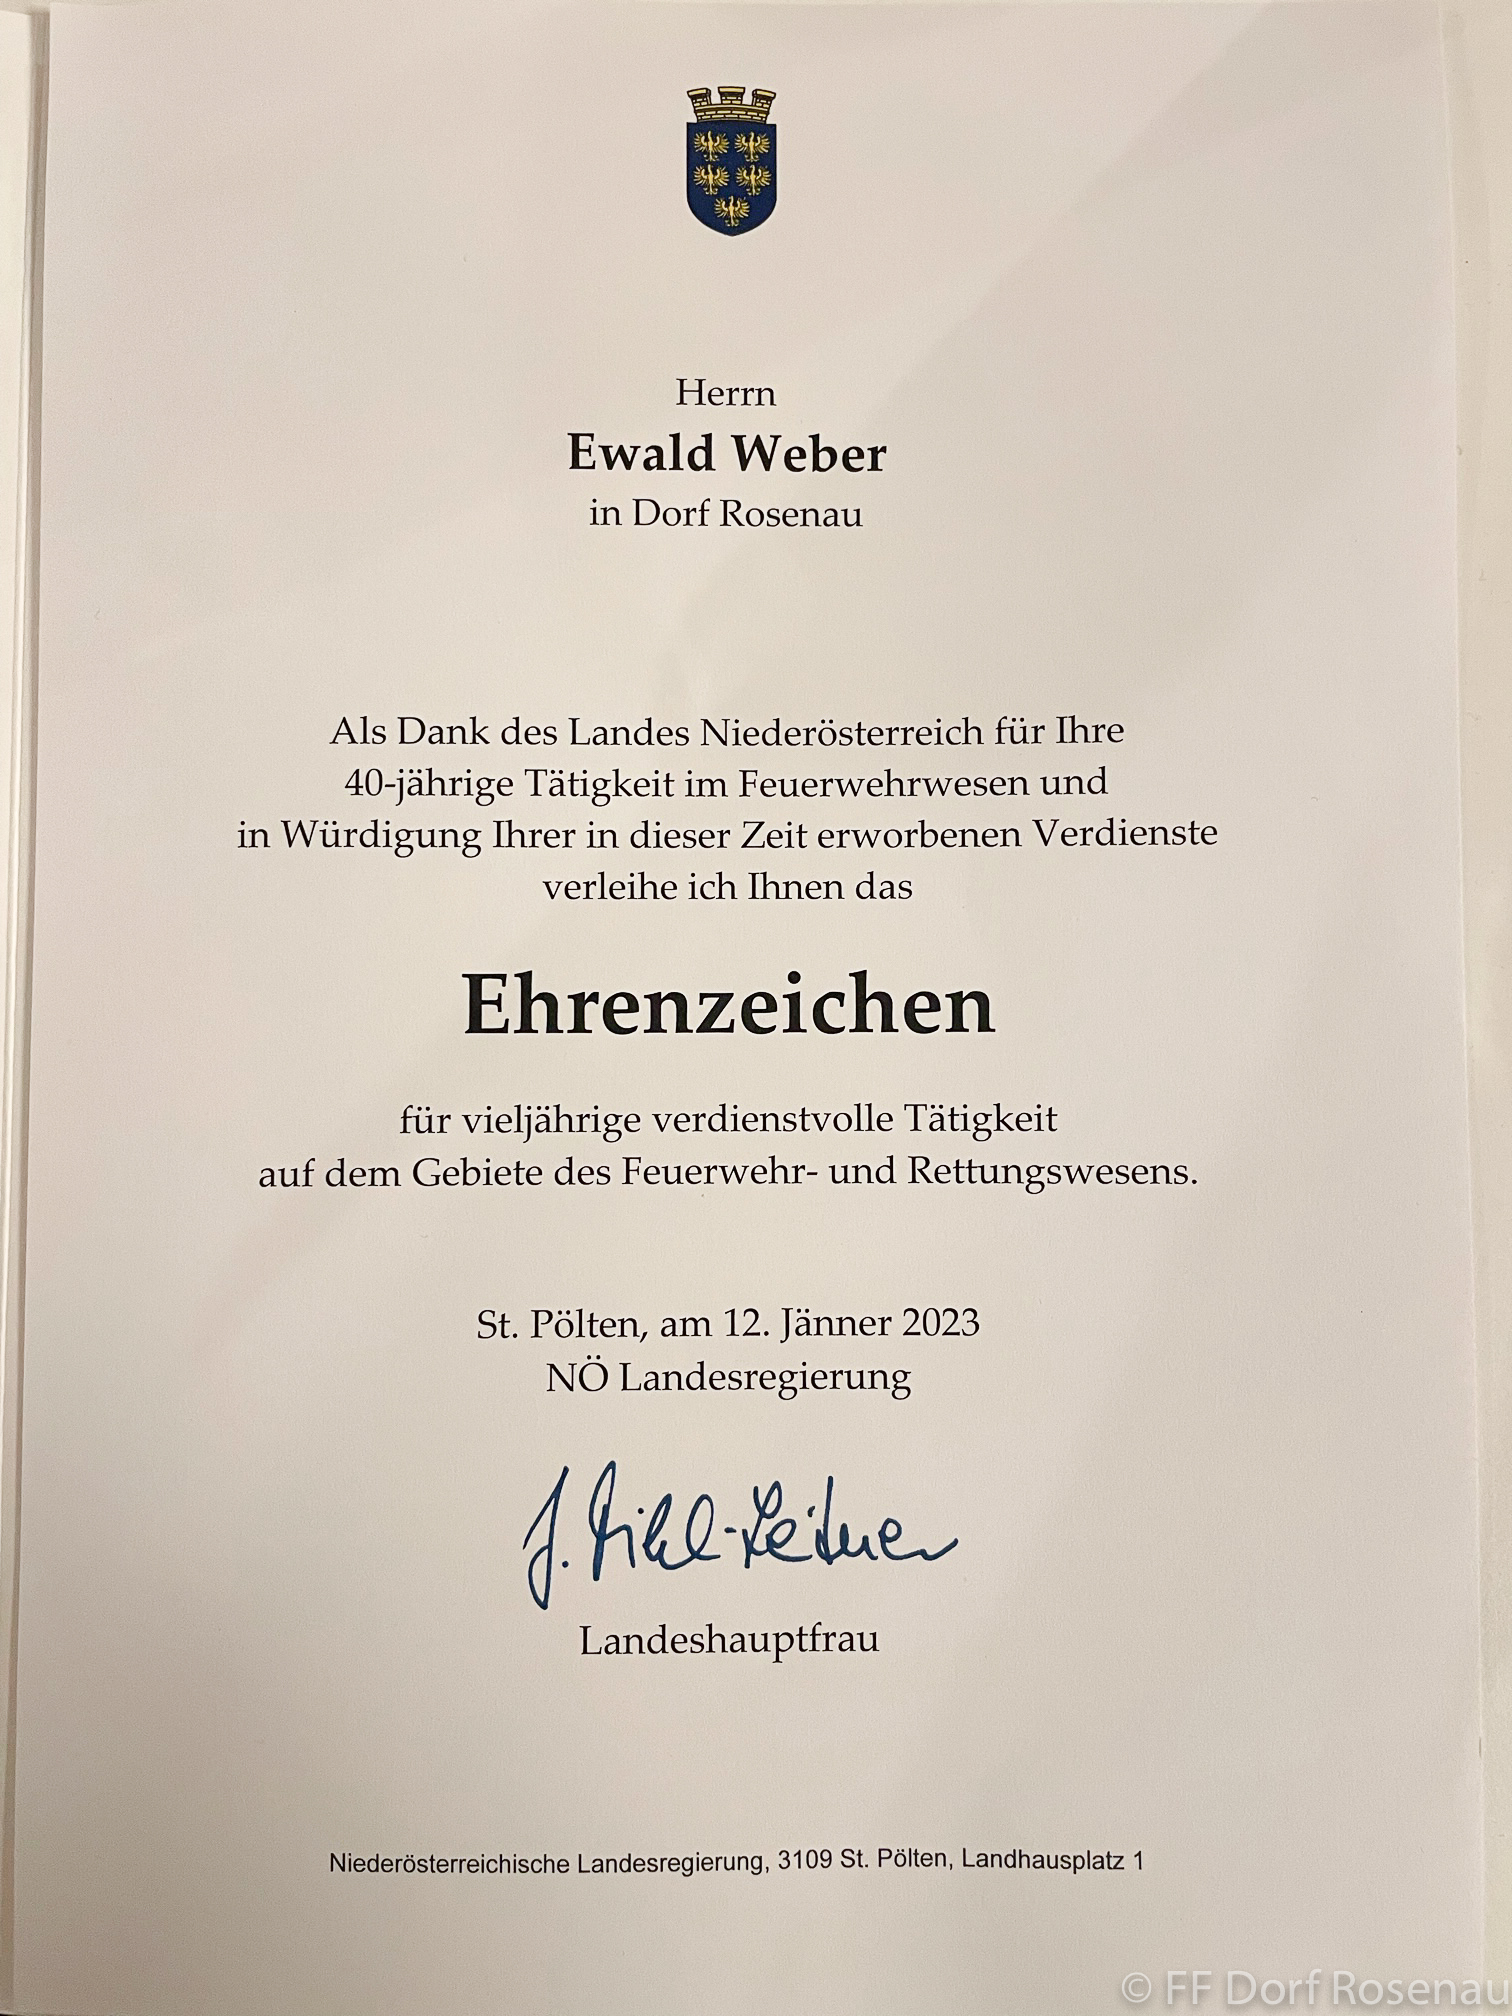 Herrn
Ewald Weber
in Dorf Rosenau
Als Dank des Landes Niederösterreich für Ihre
40-jährige Tätigkeit im Feuerwehrwesen und
in Würdigung Ihrer in dieser Zeit erworbenen Verdienste
verleihe ich Ihnen das
Ehrenzeichen
für vieljährige verdienstvolle Tätigkeit
auf dem Gebiete des Feuerwehr- und Rettungswesens.
St. Pölten, am 12. Jänner 2023
NÖ Landesregierung
J. Mikl-Leitner
Landeshauptfrau
Niederösterreichische Landesregierung, 3109 St. Pölten, Landhausplatz 1
© FF Dorf Rosenau